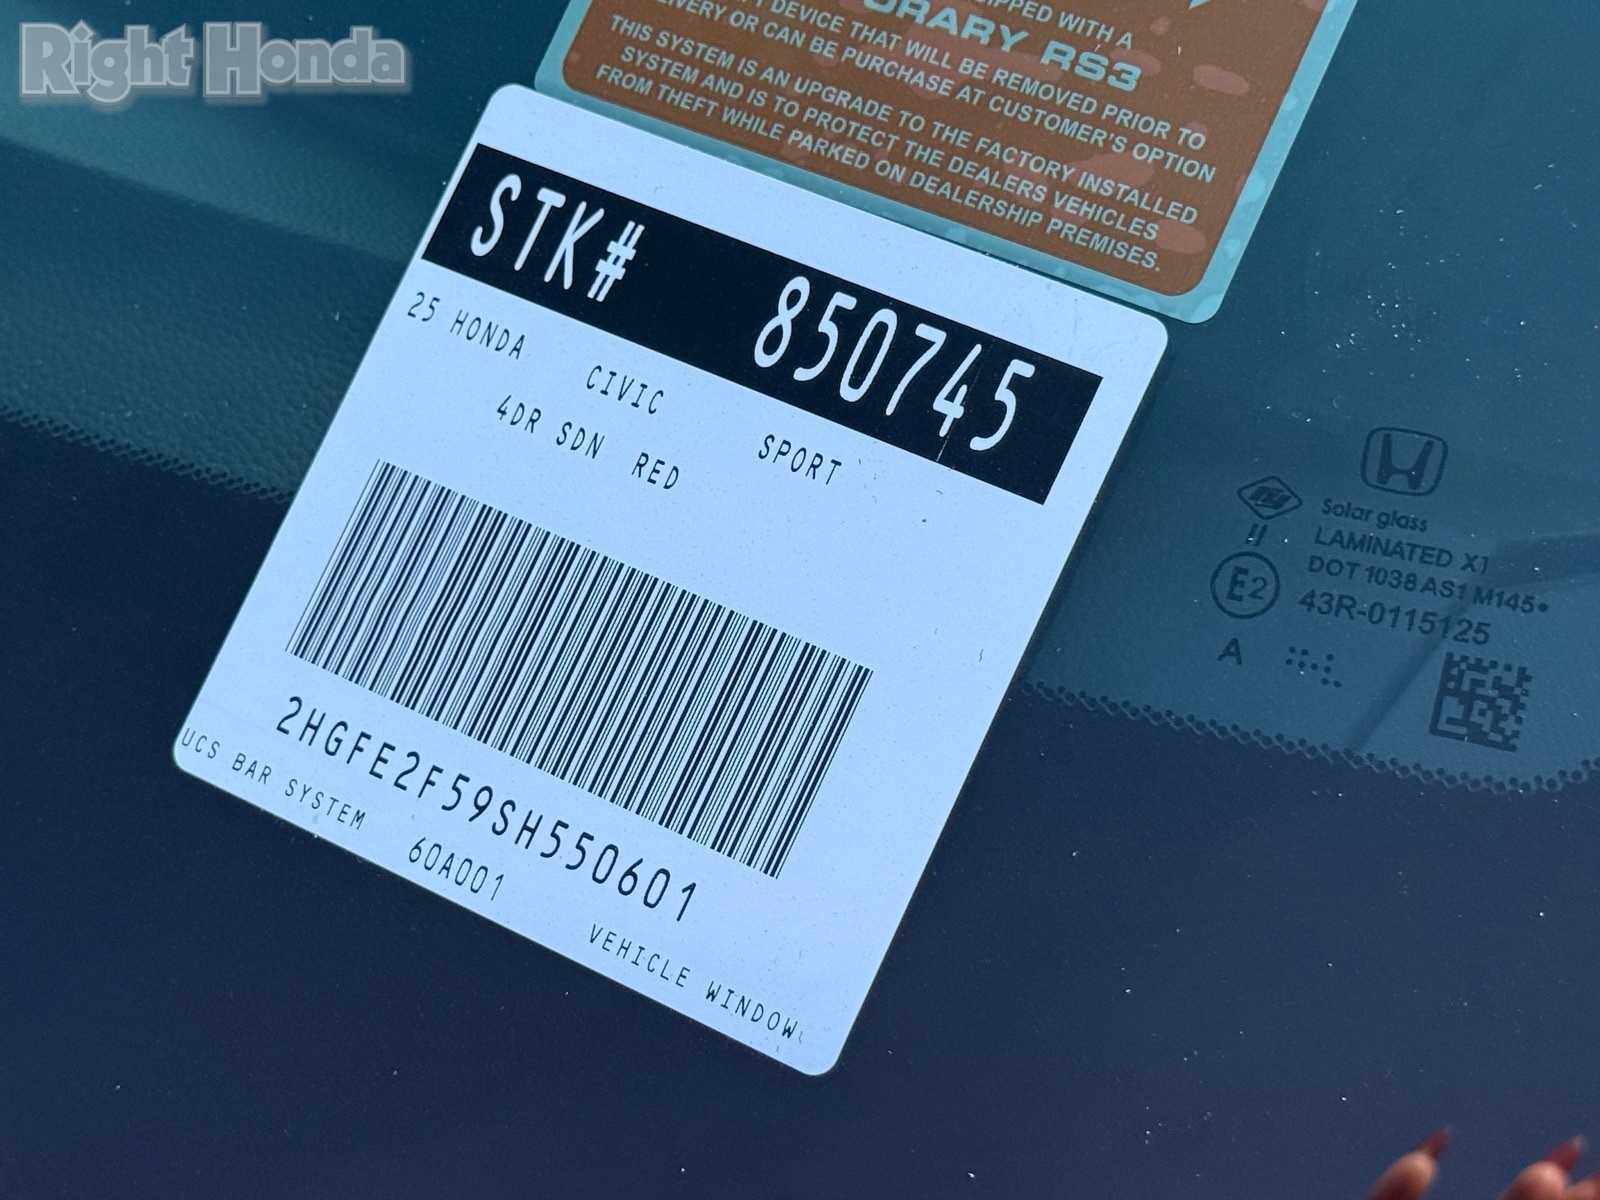 Right Honda
EQUIPPED WITH A
ORARY RS3
DEVICE THAT WILL BE REMOVED PRIOR TO
OR CAN BE PURCHASE AT CUSTOMER'S OPTION
THIS SYSTEM IS AN UPGRADE TO THE FACTORY INSTALLED
SYSTEM AND IS TO PROTECT THE DEALERS VEHICLES
FROM THEFT WHILE PARKED ON DEALERSHIP PREMISES.
STK# 850745
25 HONDA CIVIC SPORT
4DR SDN RED
2HGFE2F59SH550601
UCS BAR SYSTEM 60A001 VEHICLE WINDOW
Solar glass
LAMINATED X1
DOT 1038 AS1 M145
E2 43R-0115125
A